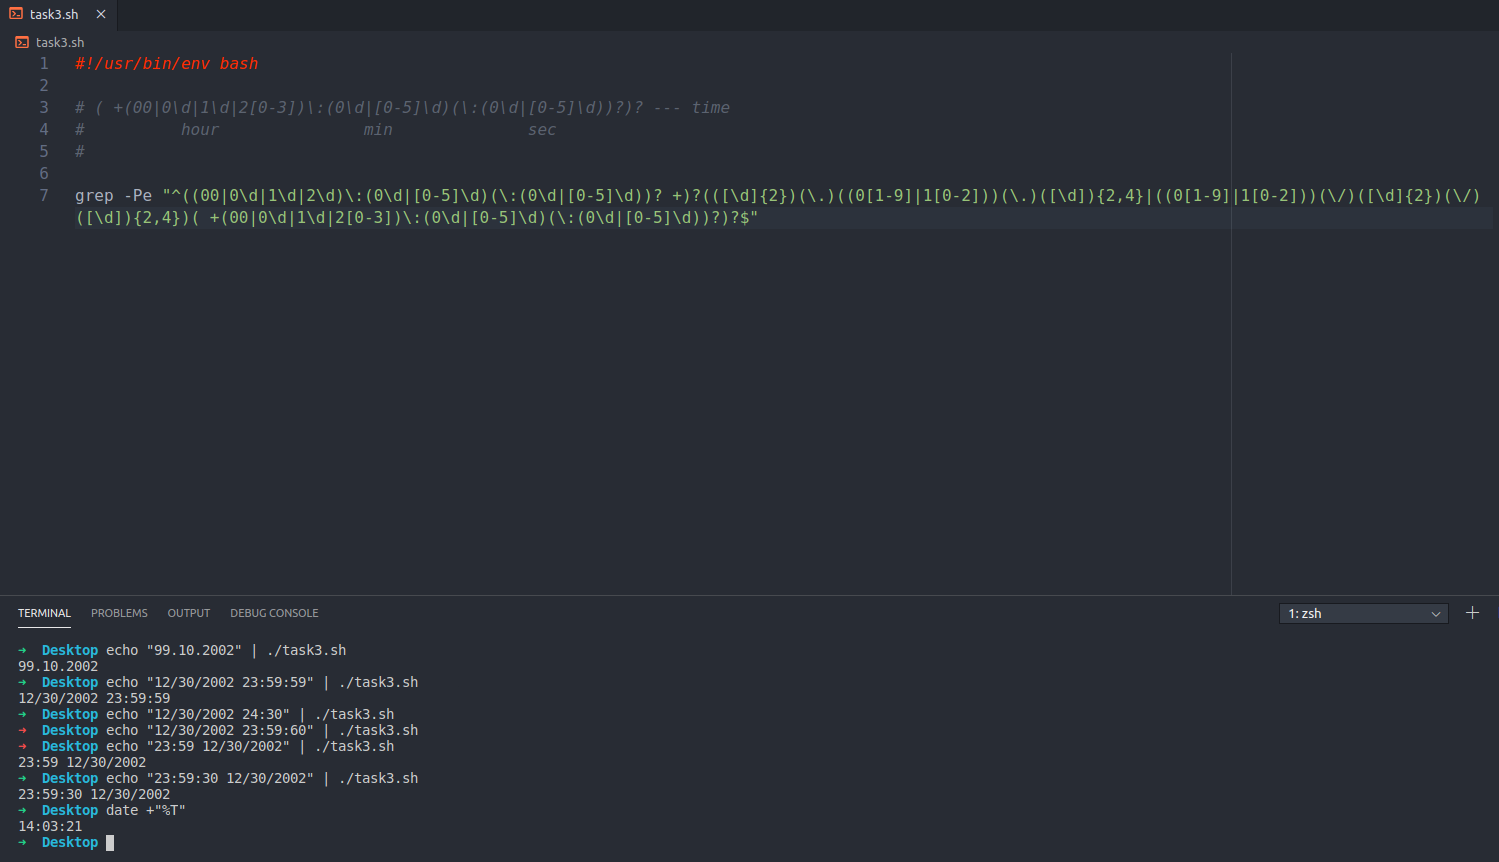 task3.sh
task3.sh
1 #!/usr/bin/env bash
2
3 # ( +(00|0\d|1\d|2[0-3])\:(0\d|[0-5]\d)(\:(0\d|[0-5]\d))?)? --- time
4 #          hour               min              sec
5 #
6
7 grep -Pe "^((00|0\d|1\d|2\d)\:(0\d|[0-5]\d)(\:(0\d|[0-5]\d))? +)?(([\d]{2})(\.)((0[1-9]|1[0-2]))(\.)([\d]){2,4}|((0[1-9]|1[0-2]))(\/)([\d]{2})(\/)
([\d]){2,4})( +(00|0\d|1\d|2[0-3])\:(0\d|[0-5]\d)(\:(0\d|[0-5]\d))?)?$"
TERMINAL PROBLEMS OUTPUT DEBUG CONSOLE 1: zsh
➜ Desktop echo "99.10.2002" | ./task3.sh
99.10.2002
➜ Desktop echo "12/30/2002 23:59:59" | ./task3.sh
12/30/2002 23:59:59
➜ Desktop echo "12/30/2002 24:30" | ./task3.sh
➜ Desktop echo "12/30/2002 23:59:60" | ./task3.sh
➜ Desktop echo "23:59 12/30/2002" | ./task3.sh
23:59 12/30/2002
➜ Desktop echo "23:59:30 12/30/2002" | ./task3.sh
23:59:30 12/30/2002
➜ Desktop date +"%T"
14:03:21
➜ Desktop